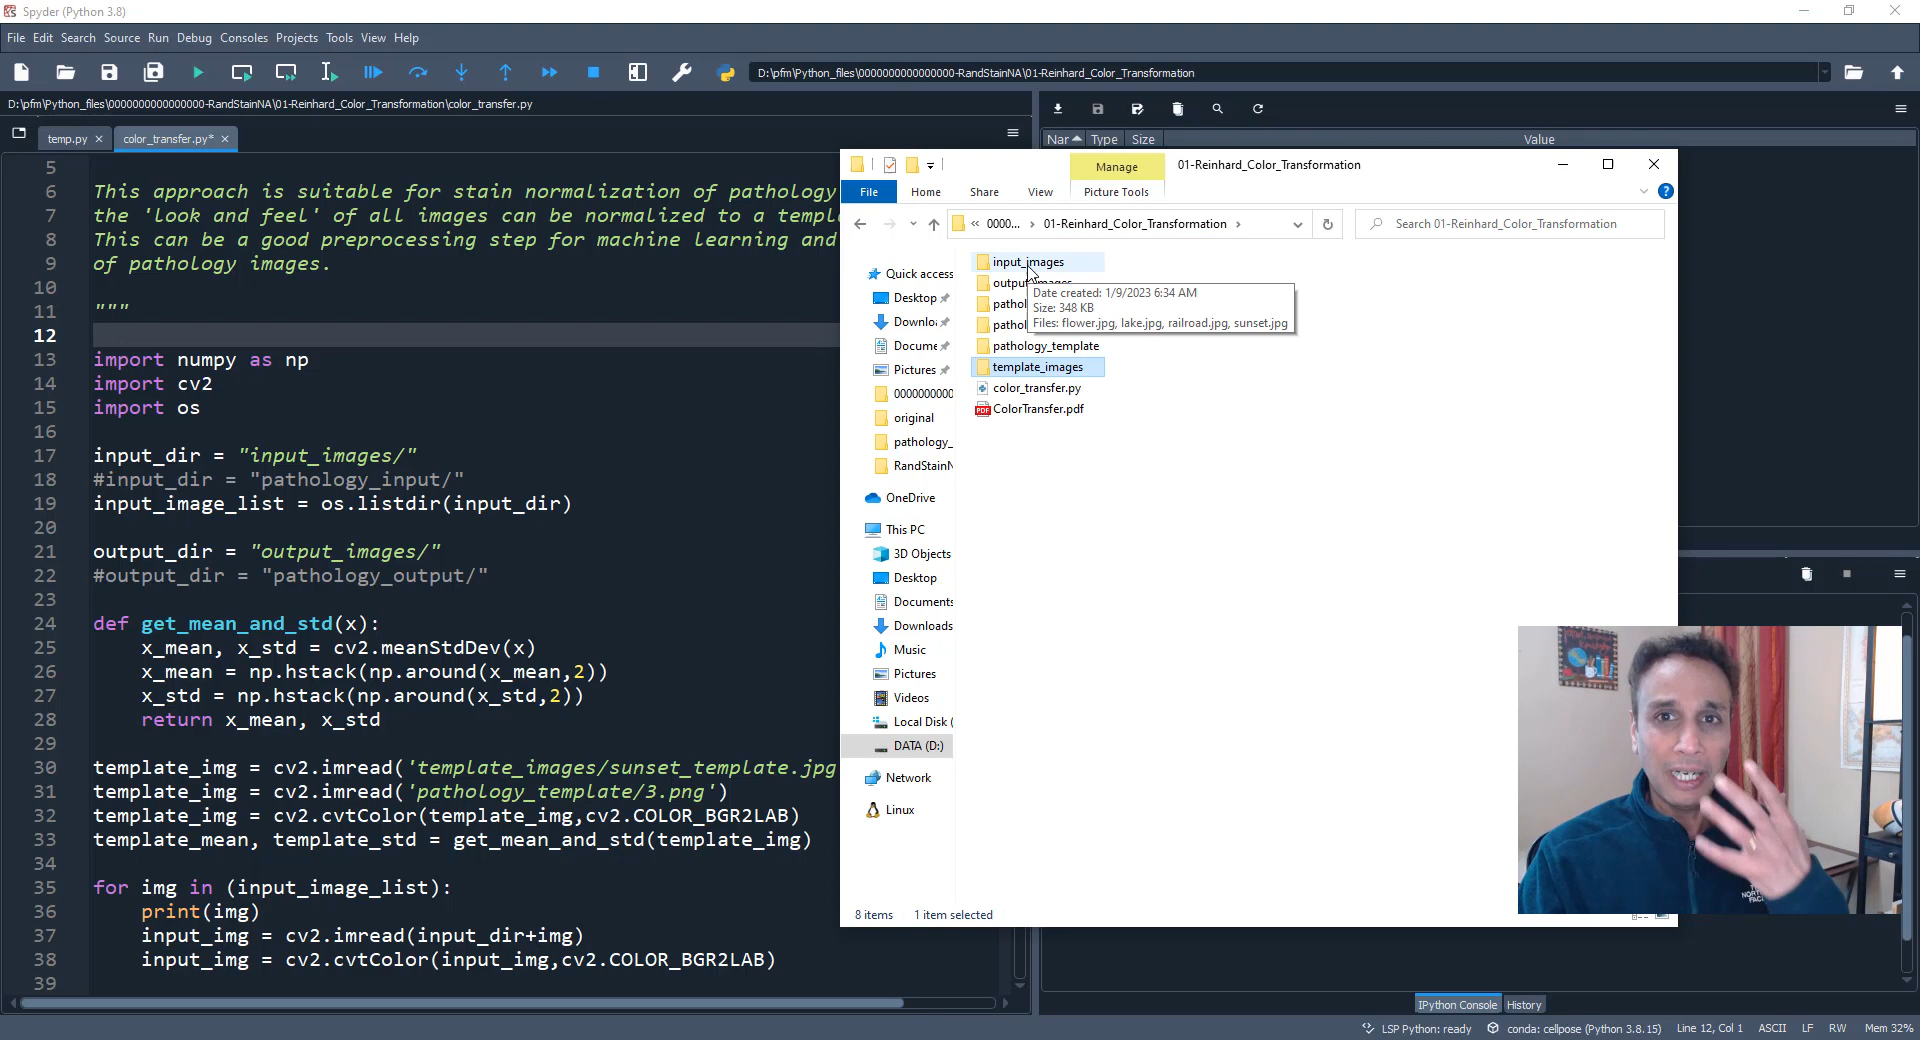 Spyder (Python 3.8)
File Edit Search Source Run Debug Consoles Projects Tools View Help
D:\pfm\Python_files\0000000000000000-RandStainNA\01-Reinhard_Color_Transformation
D:\pfm\Python_files\0000000000000000-RandStainNA\01-Reinhard_Color_Transformation\color_transfer.py
temp.py
color_transfer.py*
5
6 This approach is suitable for stain normalization of pathology
7 the 'look and feel' of all images can be normalized to a templ
8 This can be a good preprocessing step for machine learning and
9 of pathology images.
10
11 """
12
13 import numpy as np
14 import cv2
15 import os
16
17 input_dir = "input_images/"
18 #input_dir = "pathology_input/"
19 input_image_list = os.listdir(input_dir)
20
21 output_dir = "output_images/"
22 #output_dir = "pathology_output/"
23
24 def get_mean_and_std(x):
25 x_mean, x_std = cv2.meanStdDev(x)
26 x_mean = np.hstack(np.around(x_mean,2))
27 x_std = np.hstack(np.around(x_std,2))
28 return x_mean, x_std
29
30 template_img = cv2.imread('template_images/sunset_template.jpg
31 template_img = cv2.imread('pathology_template/3.png')
32 template_img = cv2.cvtColor(template_img,cv2.COLOR_BGR2LAB)
33 template_mean, template_std = get_mean_and_std(template_img)
34
35 for img in (input_image_list):
36 print(img)
37 input_img = cv2.imread(input_dir+img)
38 input_img = cv2.cvtColor(input_img,cv2.COLOR_BGR2LAB)
39
Nar Type Size Value
Manage
01-Reinhard_Color_Transformation
File Home Share View Picture Tools
« 0000... › 01-Reinhard_Color_Transformation ›
Search 01-Reinhard_Color_Transformation
Quick access
Desktop
Downloa
Docume
Pictures
0000000000
original
pathology_
RandStainN
OneDrive
This PC
3D Objects
Desktop
Documents
Downloads
Music
Pictures
Videos
Local Disk (
DATA (D:)
Network
Linux
input_images
output_images
pathol
pathol
pathology_template
template_images
color_transfer.py
PDF ColorTransfer.pdf
Date created: 1/9/2023 6:34 AM
Size: 348 KB
Files: flower.jpg, lake.jpg, railroad.jpg, sunset.jpg
8 items 1 item selected
IPython Console History
LSP Python: ready conda: cellpose (Python 3.8.15) Line 12, Col 1 ASCII LF RW Mem 32%